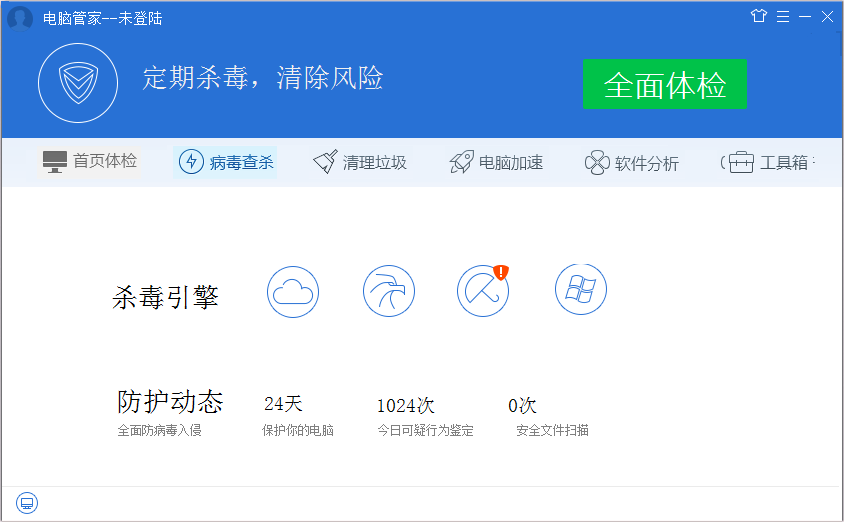 电脑管家--未登陆
定期杀毒，清除风险
全面体检
首页体检 病毒查杀 清理垃圾 电脑加速 软件分析 工具箱
杀毒引擎
防护动态 24天 1024次 0次
全面防病毒入侵 保护你的电脑 今日可疑行为鉴定 安全文件扫描